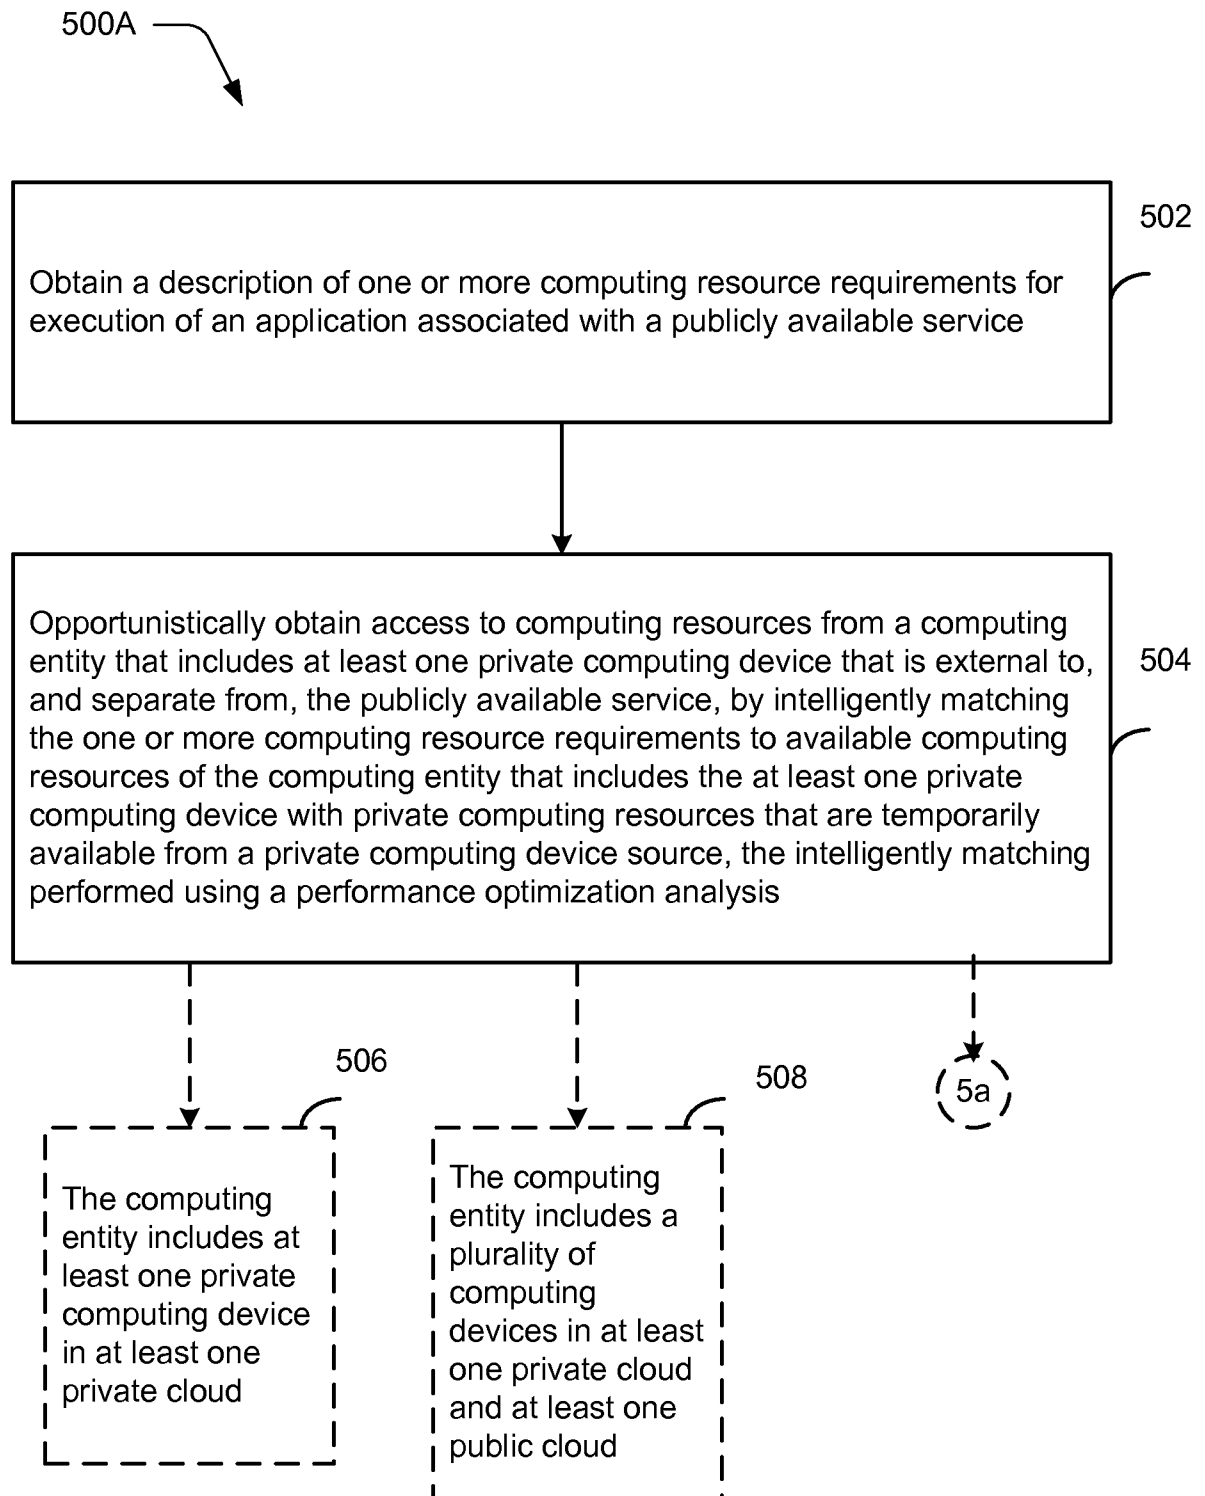 500A
502
Obtain a description of one or more computing resource requirements for
execution of an application associated with a publicly available service
Opportunistically obtain access to computing resources from a computing
entity that includes at least one private computing device that is external to,
and separate from, the publicly available service, by intelligently matching
the one or more computing resource requirements to available computing
resources of the computing entity that includes the at least one private
computing device with private computing resources that are temporarily
available from a private computing device source, the intelligently matching
performed using a performance optimization analysis
504
506
508
5a
The computing
entity includes at
least one private
computing device
in at least one
private cloud
The computing
entity includes a
plurality of
computing
devices in at least
one private cloud
and at least one
public cloud